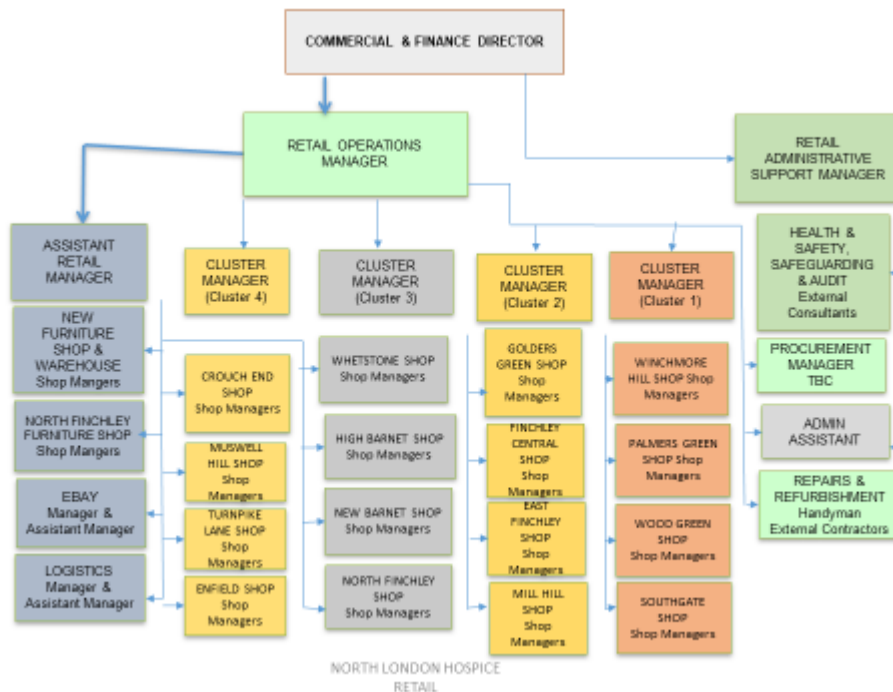 COMMERCIAL & FINANCE DIRECTOR
RETAIL OPERATIONS
MANAGER
RETAIL
ADMINISTRATIVE
SUPPORT MANAGER
ASSISTANT
RETAIL
MANAGER
CLUSTER
MANAGER
(Cluster 4)
CLUSTER
MANAGER
(Cluster 3)
CLUSTER
MANAGER
(Cluster 2)
CLUSTER
MANAGER
(Cluster 1)
HEALTH &
SAFETY,
SAFEGUARDING
& AUDIT
External
Consultants
NEW
FURNITURE
SHOP &
WAREHOUSE
Shop Mangers
NORTH FINCHLEY
FURNITURE SHOP
Shop Mangers
EBAY
Manager &
Assistant Manager
LOGISTICS
Manager &
Assistant Manager
CROUCH END
SHOP
Shop Managers
MUSWELL
HILL SHOP
Shop
Managers
TURNPIKE
LANE SHOP
Shop
Managers
ENFIELD SHOP
Shop
Managers
WHETSTONE SHOP
Shop Managers
HIGH BARNET SHOP
Shop Managers
NEW BARNET SHOP
Shop Managers
NORTH FINCHLEY
SHOP
Shop Managers
GOLDERS
GREEN SHOP
Shop
Managers
FINCHLEY
CENTRAL
SHOP
Shop
Managers
EAST
FINCHLEY
SHOP
Shop
Managers
MILL HILL
SHOP
Shop
Managers
WINCHMORE
HILL SHOP Shop
Managers
PALMERS GREEN
SHOP Shop
Managers
WOOD GREEN
SHOP
Shop Managers
SOUTHGATE
SHOP
Shop Managers
PROCUREMENT
MANAGER
TBC
ADMIN
ASSISTANT
REPAIRS &
REFURBISHMENT
Handyman
External Contractors
NORTH LONDON HOSPICE
RETAIL